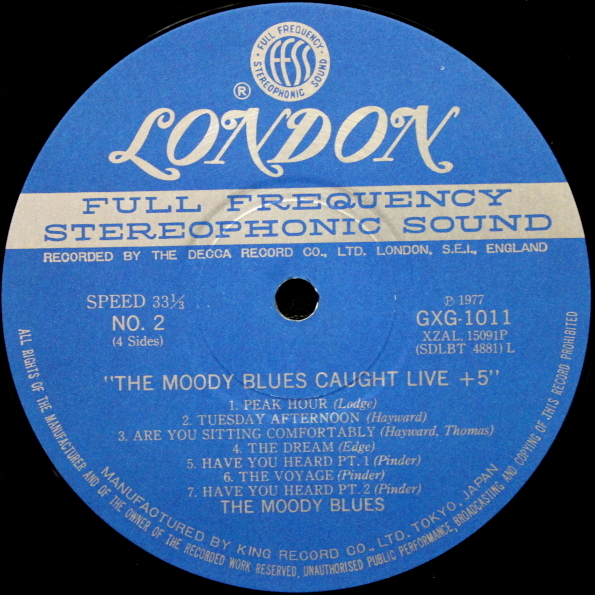 · FULL FREQUENCY ·
FFSS
STEREOPHONIC SOUND
®
LONDON
FULL FREQUENCY
STEREOPHONIC SOUND
RECORDED BY THE DECCA RECORD CO., LTD. LONDON, S.E.I., ENGLAND
SPEED 33⅓
NO. 2
(4 Sides)
℗ 1977
GXG-1011
XZAL. 15091P
(SDLBT 4881) L
"THE MOODY BLUES CAUGHT LIVE +5"
1. PEAK HOUR (Lodge)
2. TUESDAY AFTERNOON (Hayward)
3. ARE YOU SITTING COMFORTABLY (Hayward, Thomas)
4. THE DREAM (Edge)
5. HAVE YOU HEARD PT. 1 (Pinder)
6. THE VOYAGE (Pinder)
7. HAVE YOU HEARD PT. 2 (Pinder)
THE MOODY BLUES
MANUFACTURED BY KING RECORD CO., LTD. TOKYO, JAPAN
ALL RIGHTS OF THE MANUFACTURER AND OF THE OWNER OF THE RECORDED WORK RESERVED, UNAUTHORISED PUBLIC PERFORMANCE, BROADCASTING AND COPYING OF THIS RECORD PROHIBITED